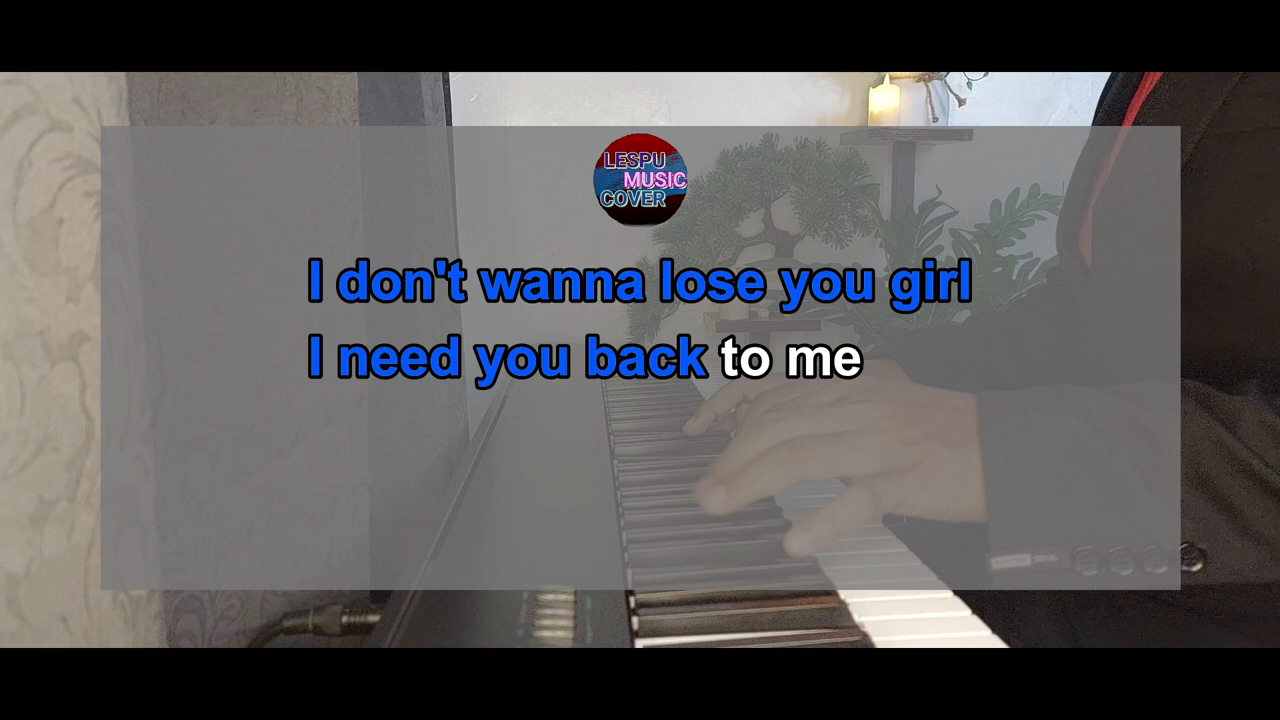 LESPU
MUSIC
COVER
I don't wanna lose you girl
I need you back to me